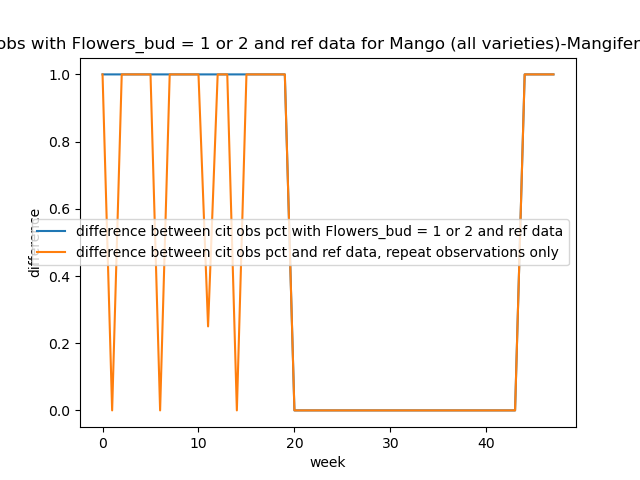 obs with Flowers_bud = 1 or 2 and ref data for Mango (all varieties)-Mangifer
1.0
0.8
0.6
0.4
0.2
0.0
difference
difference between cit obs pct with Flowers_bud = 1 or 2 and ref data
difference between cit obs pct and ref data, repeat observations only
0 10 20 30 40
week